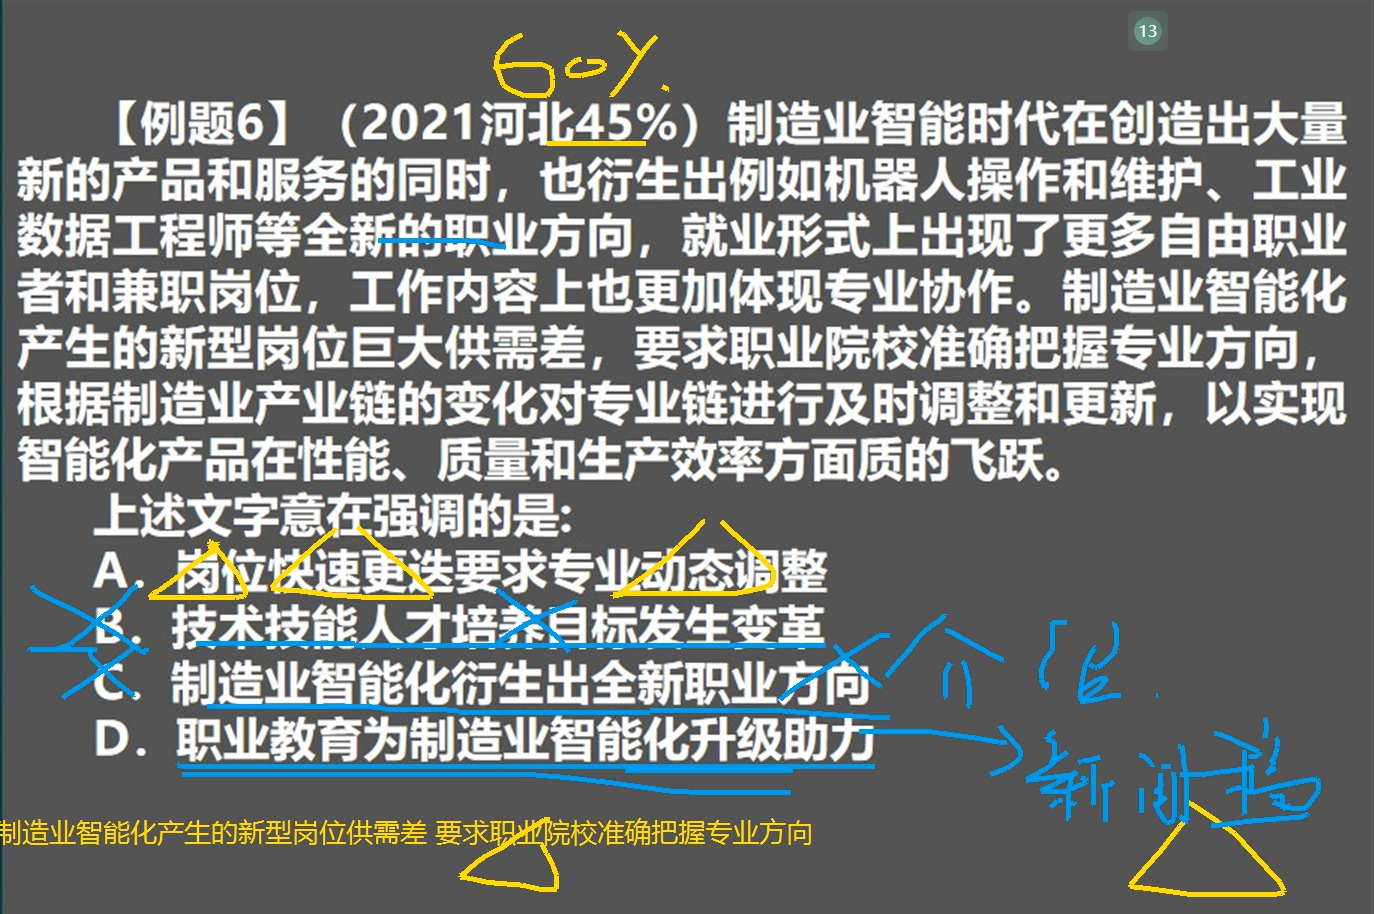 13
60%
【例题6】（2021河北45%）制造业智能时代在创造出大量
新的产品和服务的同时，也衍生出例如机器人操作和维护、工业
数据工程师等全新的职业方向，就业形式上出现了更多自由职业
者和兼职岗位，工作内容上也更加体现专业协作。制造业智能化
产生的新型岗位巨大供需差，要求职业院校准确把握专业方向，
根据制造业产业链的变化对专业链进行及时调整和更新，以实现
智能化产品在性能、质量和生产效率方面质的飞跃。
上述文字意在强调的是:
A．岗位快速更迭要求专业动态调整
B．技术技能人才培养目标发生变革
C．制造业智能化衍生出全新职业方向
D．职业教育为制造业智能化升级助力
新闻稿
制造业智能化产生的新型岗位供需差 要求职业院校准确把握专业方向